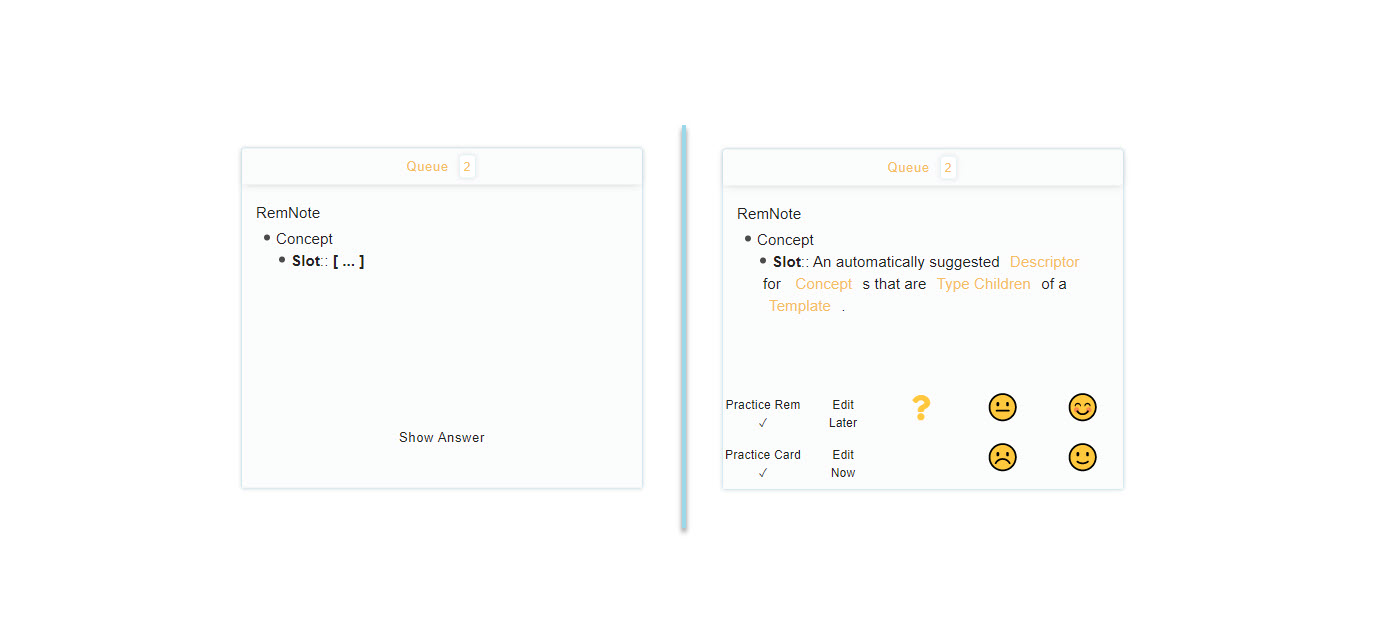 Queue 2
RemNote
Concept
Slot:: [ ... ]
Show Answer
Queue 2
RemNote
Concept
Slot:: An automatically suggested Descriptor
for Concept s that are Type Children of a
Template .
Practice Rem
✓
Edit
Later
?
Practice Card
✓
Edit
Now